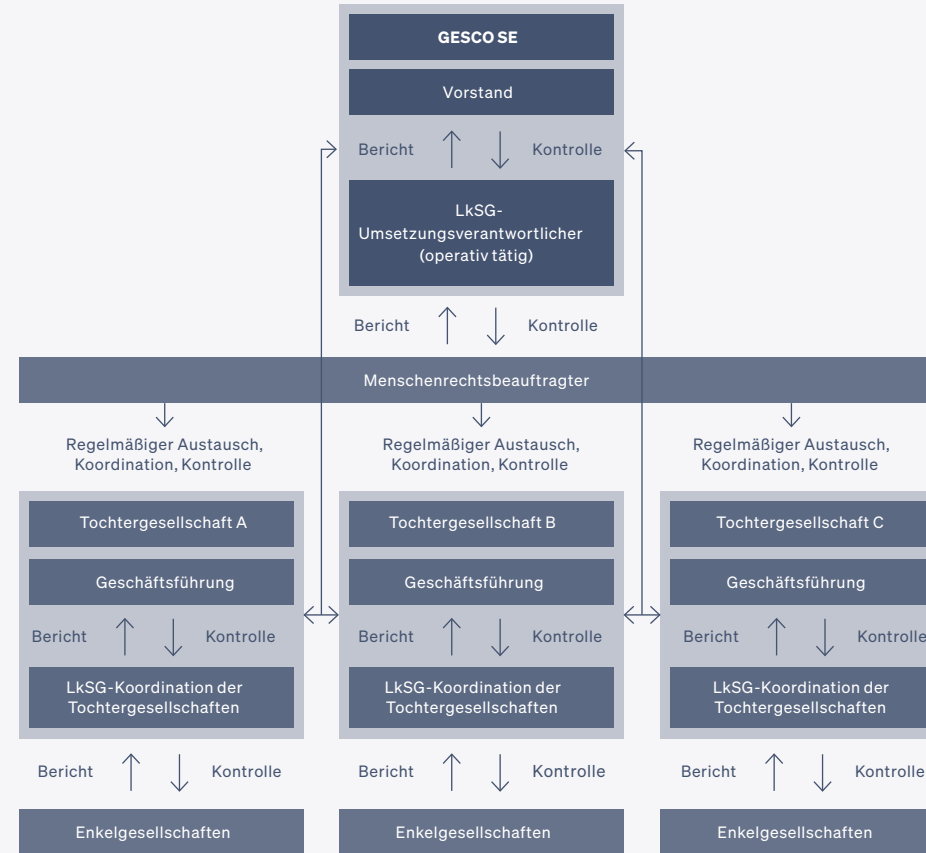 GESCO SE
Vorstand
Bericht Kontrolle
LkSG-
Umsetzungsverantwortlicher
(operativ tätig)
Bericht Kontrolle
Menschenrechtsbeauftragter
Regelmäßiger Austausch,
Koordination, Kontrolle
Regelmäßiger Austausch,
Koordination, Kontrolle
Regelmäßiger Austausch,
Koordination, Kontrolle
Tochtergesellschaft A
Geschäftsführung
Bericht Kontrolle
LkSG-Koordination der
Tochtergesellschaften
Bericht Kontrolle
Enkelgesellschaften
Tochtergesellschaft B
Geschäftsführung
Bericht Kontrolle
LkSG-Koordination der
Tochtergesellschaften
Bericht Kontrolle
Enkelgesellschaften
Tochtergesellschaft C
Geschäftsführung
Bericht Kontrolle
LkSG-Koordination der
Tochtergesellschaften
Bericht Kontrolle
Enkelgesellschaften